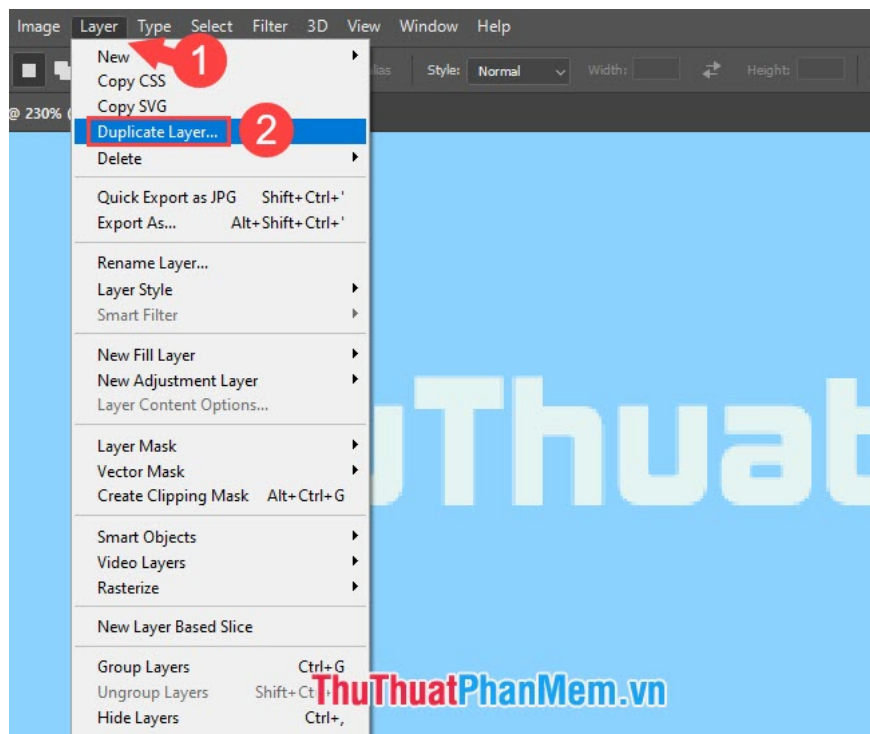 Image Layer Type Select Filter 3D View Window Help
1
Style: Normal Width: Height:
@ 230% (
New
Copy CSS
Copy SVG
Duplicate Layer...
2
Delete
Quick Export as JPG Shift+Ctrl+'
Export As... Alt+Shift+Ctrl+'
Rename Layer...
Layer Style
Smart Filter
New Fill Layer
New Adjustment Layer
Layer Content Options...
Layer Mask
Vector Mask
Create Clipping Mask Alt+Ctrl+G
uThuat
Smart Objects
Video Layers
Rasterize
New Layer Based Slice
Group Layers Ctrl+G
Ungroup Layers
Hide Layers Ctrl+,
ThuThuatPhanMem.vn